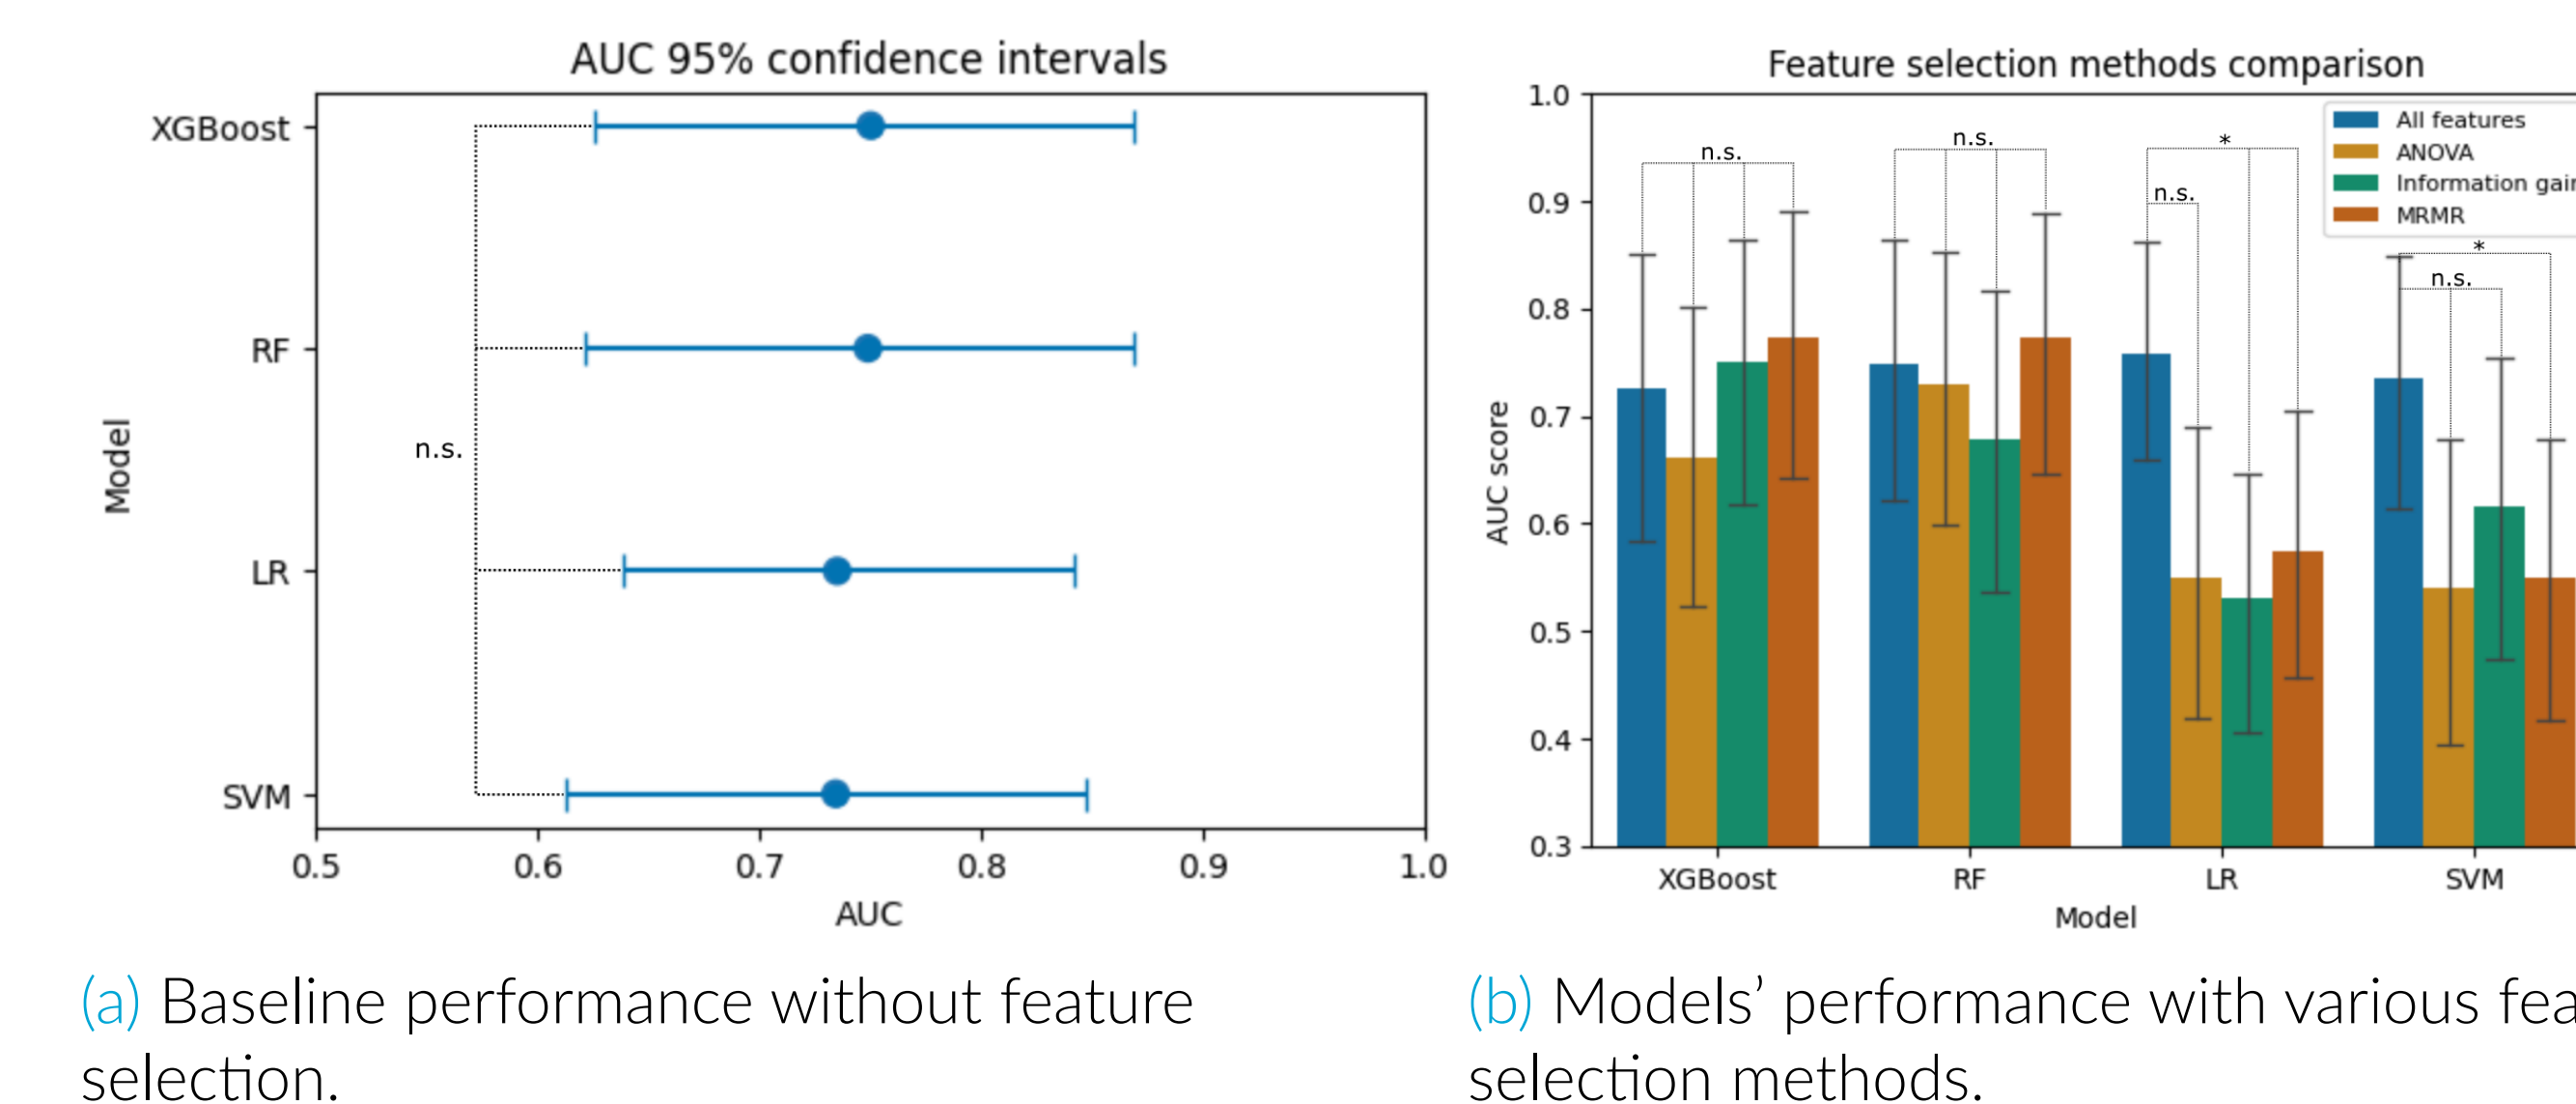 AUC 95% confidence intervals
XGBoost
RF
LR
SVM
Model
n.s.
0.5 0.6 0.7 0.8 0.9 1.0
AUC
(a) Baseline performance without feature
selection.
Feature selection methods comparison
1.0
0.9
0.8
0.7
0.6
0.5
0.4
0.3
AUC score
n.s.
n.s.
*
n.s.
*
n.s.
All features
ANOVA
Information gain
MRMR
XGBoost RF LR SVM
Model
(b) Models’ performance with various
selection methods.